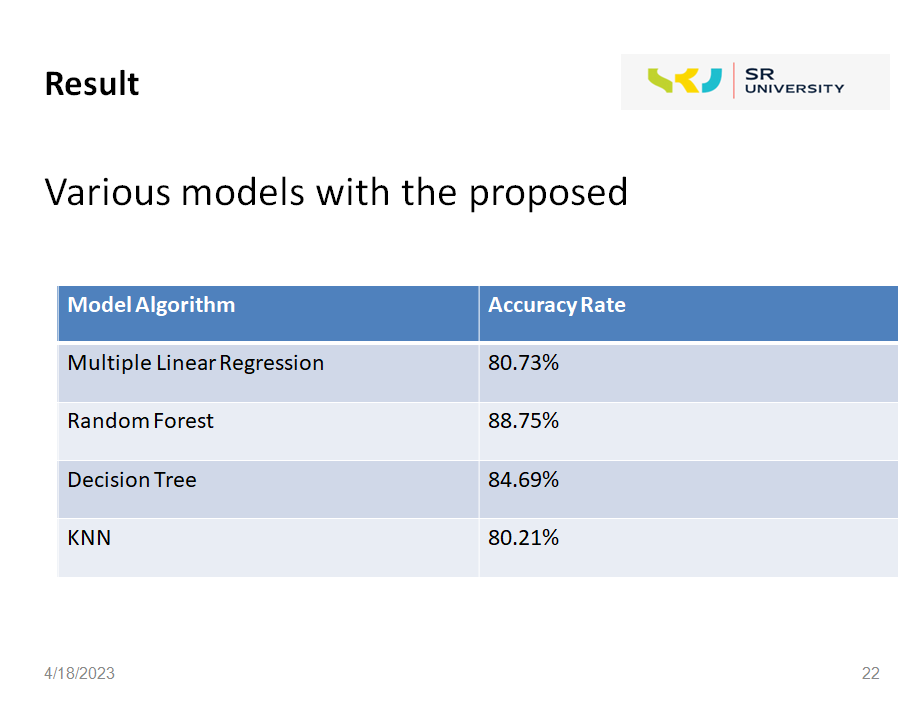 Result
SR
UNIVERSITY
Various models with the proposed
Model Algorithm Accuracy Rate
Multiple Linear Regression 80.73%
Random Forest 88.75%
Decision Tree 84.69%
KNN 80.21%
4/18/2023 22